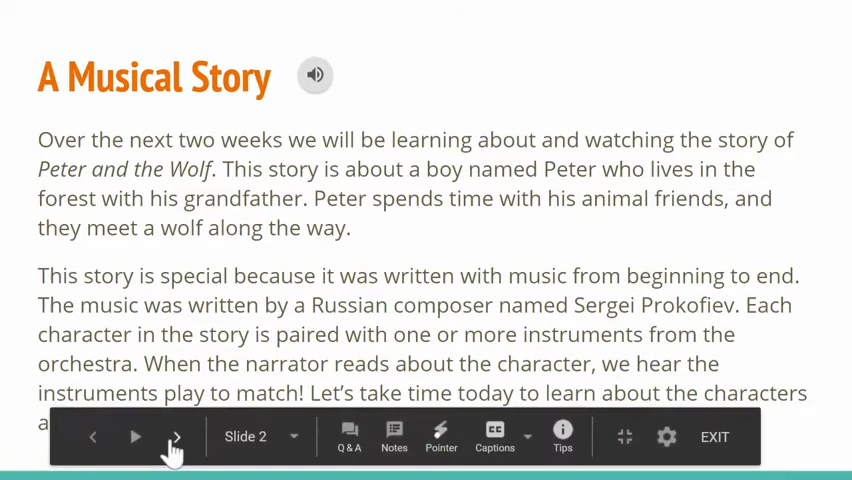 A Musical Story
Over the next two weeks we will be learning about and watching the story of
Peter and the Wolf. This story is about a boy named Peter who lives in the
forest with his grandfather. Peter spends time with his animal friends, and
they meet a wolf along the way.
This story is special because it was written with music from beginning to end.
The music was written by a Russian composer named Sergei Prokofiev. Each
character in the story is paired with one or more instruments from the
orchestra. When the narrator reads about the character, we hear the
instruments play to match! Let's take time today to learn about the characters
Slide 2
Q & A
Notes
Pointer
CC
Captions
Tips
EXIT